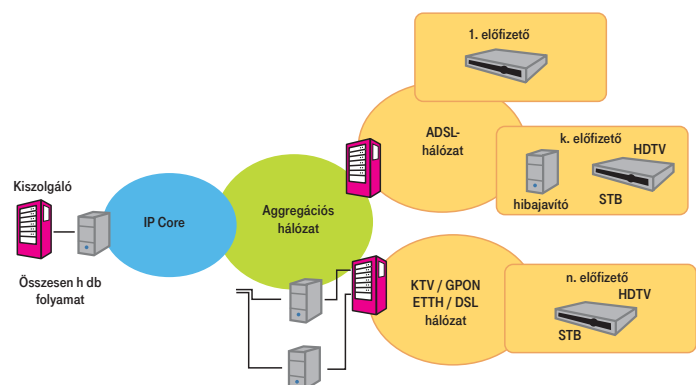 1. előfizető
ADSL-
hálózat
k. előfizető
HDTV
hibajavító
STB
Kiszolgáló
IP Core
Aggregációs
hálózat
Összesen h db
folyamat
KTV / GPON
ETTH / DSL
hálózat
n. előfizető
HDTV
STB